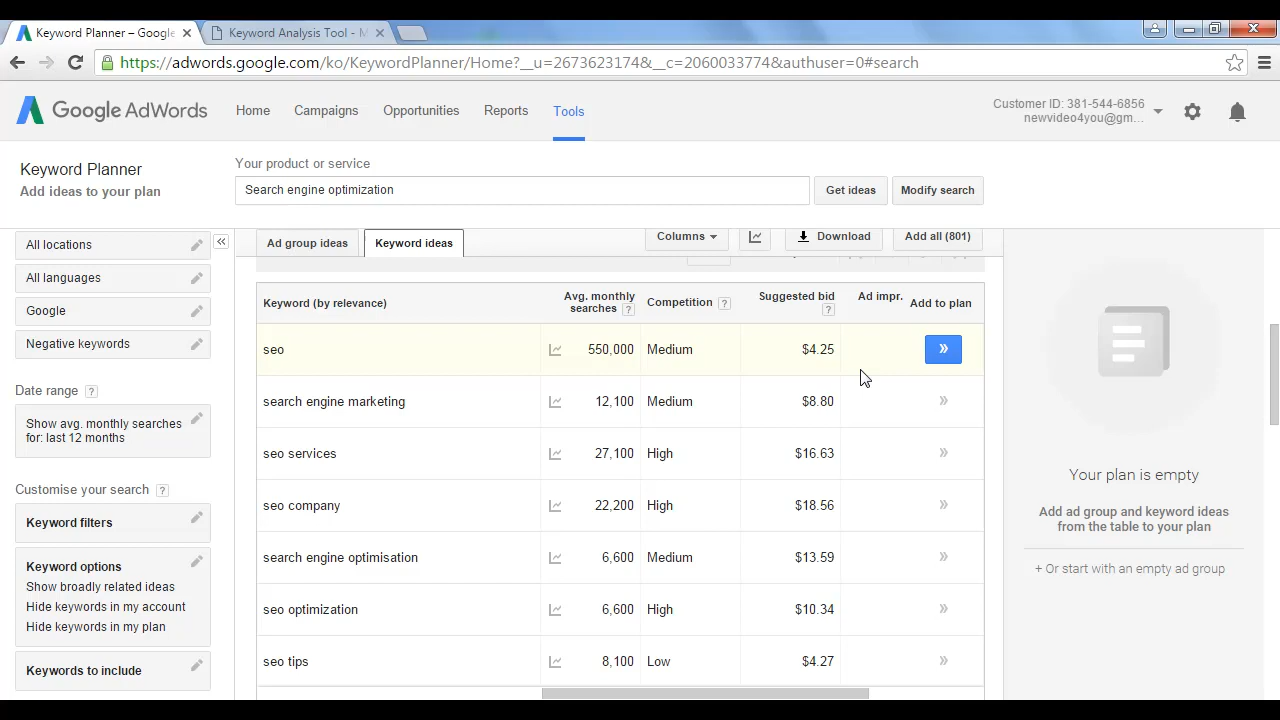 Keyword Planner – Google
Keyword Analysis Tool - M
https://adwords.google.com/ko/KeywordPlanner/Home?__u=2673623174&__c=2060033774&authuser=0#search
Google AdWords
Home
Campaigns
Opportunities
Reports
Tools
Customer ID: 381-544-6856
newvideo4you@gm...
Keyword Planner
Add ideas to your plan
Your product or service
Search engine optimization
Get ideas
Modify search
All locations
All languages
Google
Negative keywords
Date range ?
Show avg. monthly searches
for: last 12 months
Customise your search ?
Keyword filters
Keyword options
Show broadly related ideas
Hide keywords in my account
Hide keywords in my plan
Keywords to include
Ad group ideas
Keyword ideas
Columns
Download
Add all (801)
Keyword (by relevance)
Avg. monthly
searches ?
Competition ?
Suggested bid
?
Ad impr.
Add to plan
seo 550,000 Medium $4.25 »
search engine marketing 12,100 Medium $8.80 »
seo services 27,100 High $16.63 »
seo company 22,200 High $18.56 »
search engine optimisation 6,600 Medium $13.59 »
seo optimization 6,600 High $10.34 »
seo tips 8,100 Low $4.27 »
Your plan is empty
Add ad group and keyword ideas
from the table to your plan
+ Or start with an empty ad group